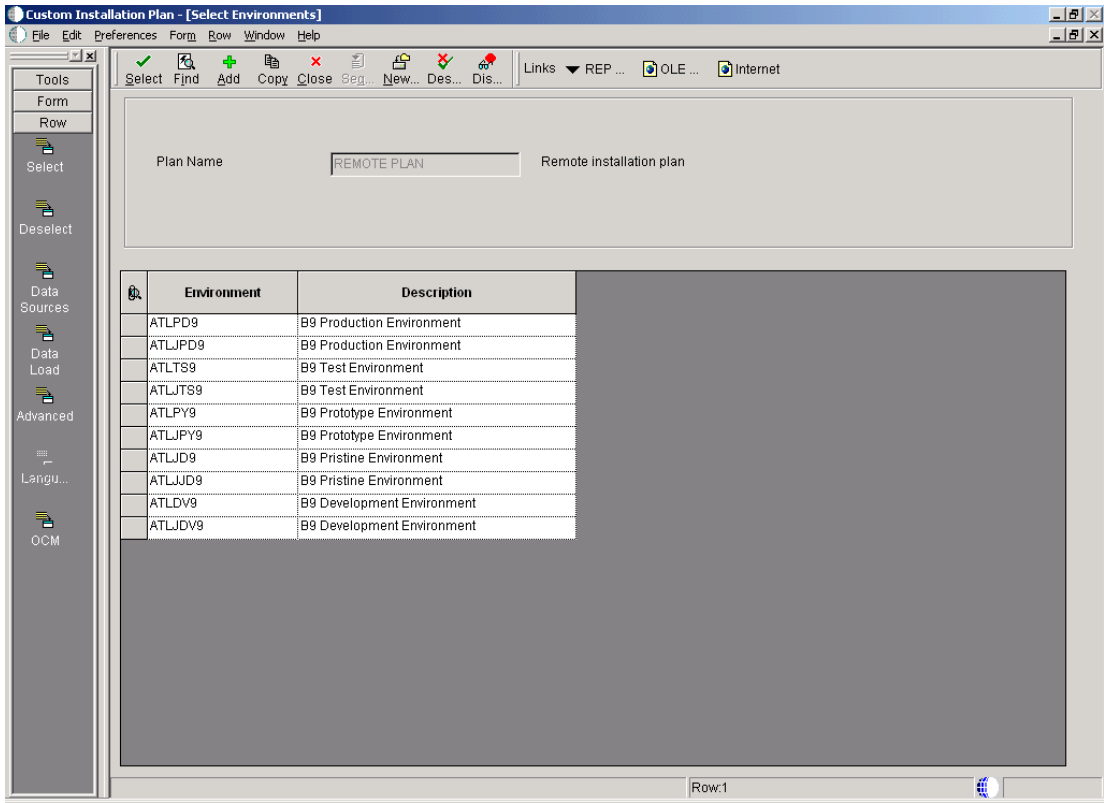 Custom Installation Plan - [Select Environments]
File Edit Preferences Form Row Window Help
Select Find Add Copy Close Seq... New... Des... Dis... Links REP ... OLE ... Internet
Tools
Form
Row
Select
Deselect
Data
Sources
Data
Load
Advanced
Langu...
OCM
Plan Name REMOTE PLAN Remote installation plan
Environment Description
ATLPD9 B9 Production Environment
ATLJPD9 B9 Production Environment
ATLTS9 B9 Test Environment
ATLJTS9 B9 Test Environment
ATLPY9 B9 Prototype Environment
ATLJPY9 B9 Prototype Environment
ATLJD9 B9 Pristine Environment
ATLJJD9 B9 Pristine Environment
ATLDV9 B9 Development Environment
ATLJDV9 B9 Development Environment
Row:1